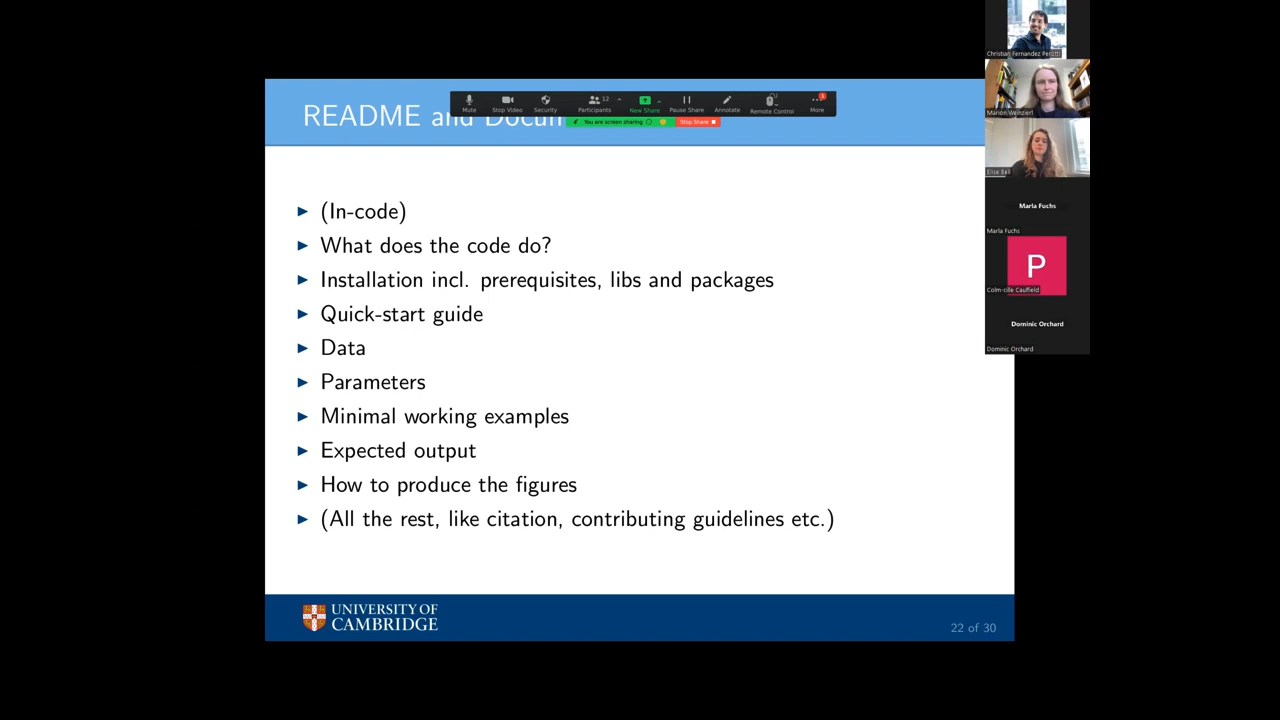 README and Docum
Mute
Stop Video
Security
Participants
12
New Share
Pause Share
Annotate
Remote Control
More
You are screen sharing
Stop Share
(In-code)
What does the code do?
Installation incl. prerequisites, libs and packages
Quick-start guide
Data
Parameters
Minimal working examples
Expected output
How to produce the figures
(All the rest, like citation, contributing guidelines etc.)
UNIVERSITY OF
CAMBRIDGE
22 of 30
Christian Fernandez Perotti
Marion Weinzierl
Marla Fuchs
Marla Fuchs
P
Colm-cille Caulfield
Dominic Orchard
Dominic Orchard